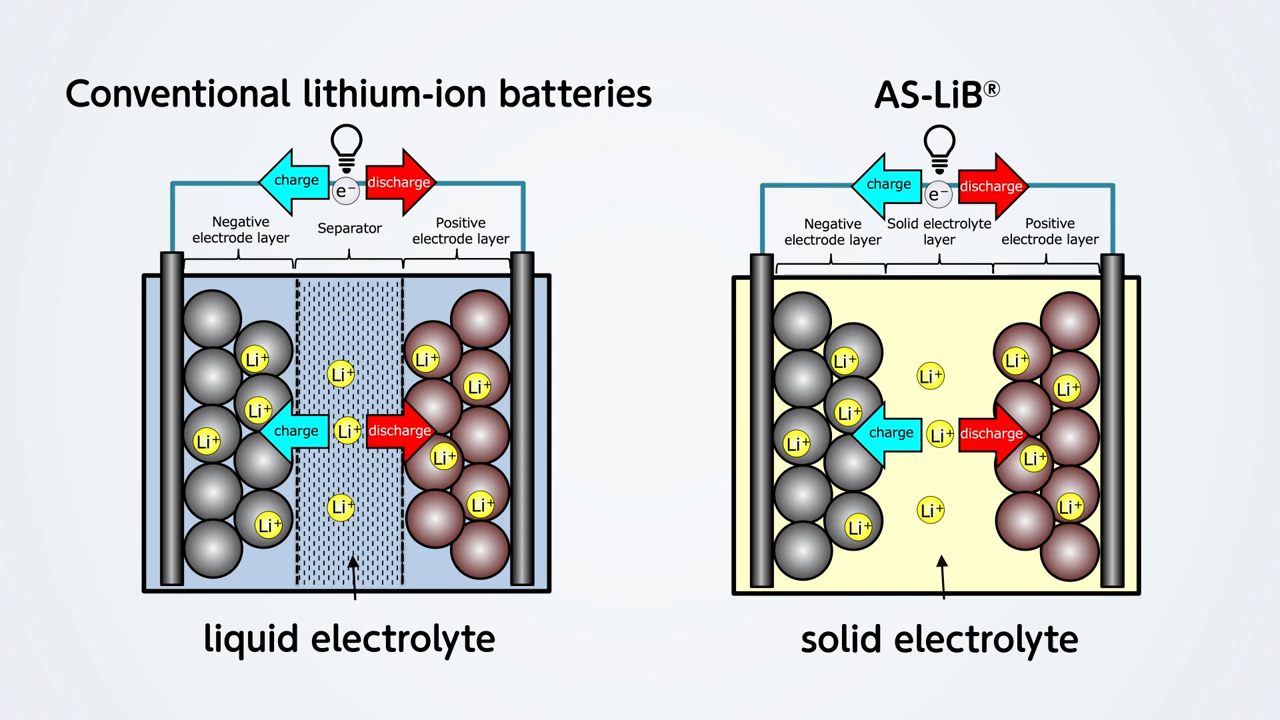 Conventional lithium-ion batteries
charge
e⁻
discharge
Negative
electrode layer
Separator
Positive
electrode layer
Li⁺
Li⁺
Li⁺
Li⁺
Li⁺
Li⁺
Li⁺
charge
discharge
Li⁺
Li⁺
Li⁺
Li⁺
liquid electrolyte
AS-LiB®
charge
e⁻
discharge
Negative
electrode layer
Solid electrolyte
layer
Positive
electrode layer
Li⁺
Li⁺
Li⁺
Li⁺
Li⁺
Li⁺
charge
Li⁺
discharge
Li⁺
Li⁺
Li⁺
Li⁺
solid electrolyte